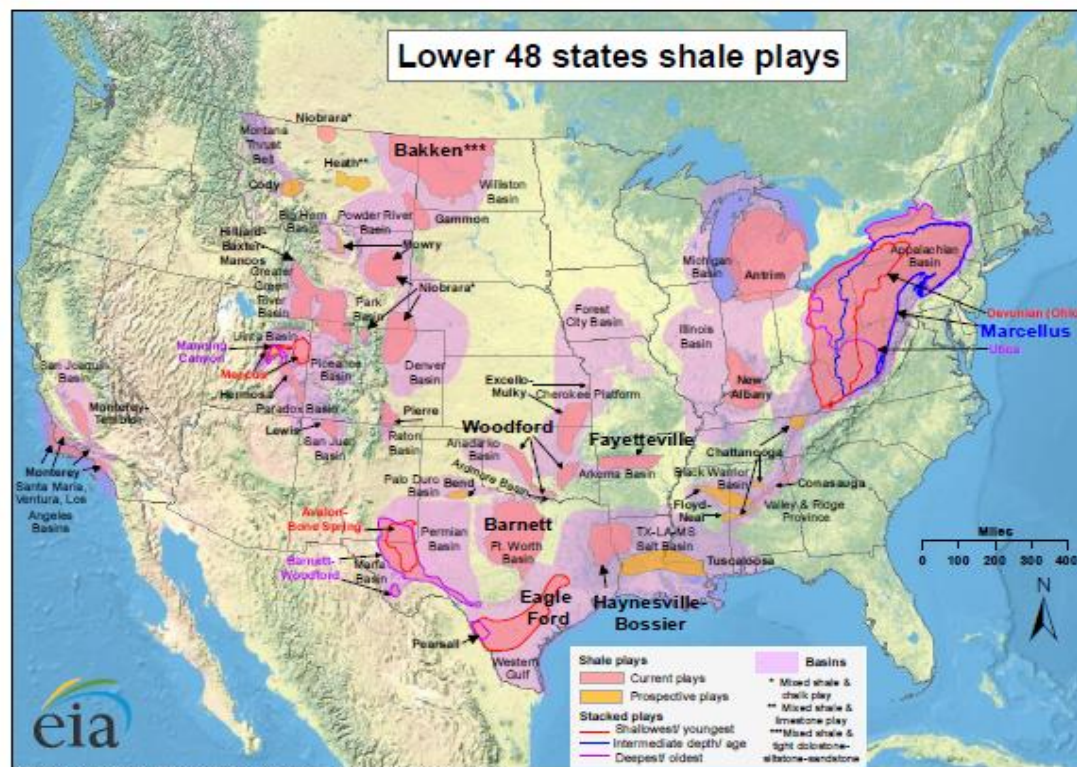 Lower 48 states shale plays
Niobrara*
Montana
Thrust
Belt
Bakken***
Heath**
Cody
Williston
Basin
Big Horn
Basin
Powder River
Basin
Gammon
Hilliard-
Baxter-
Mancos
Mowry
Greater
Green
River
Basin
Park
Basin
Niobrara*
Michigan
Basin
Antrim
Appalachian
Basin
Devonian (Ohio
Marcellus
Utica
Forest
City Basin
Illinois
Basin
Uinta Basin
Manning
Canyon
Mancos
Piceance
Basin
Denver
Basin
San Joaquin
Basin
Hermosa
Paradox Basin
Excello-
Mulky
Cherokee Platform
New
Albany
Monterey-
Temblor
Pierre
Lewis
San Juan
Basin
Raton
Basin
Woodford
Anadarko
Basin
Fayetteville
Chattanooga
Monterey
Santa Maria,
Ventura, Los
Angeles
Basins
Palo Duro
Basin
Bend
Ardmore Basin
Arkoma Basin
Black Warrior
Basin
Conasauga
Floyd-
Neal
Valley & Ridge
Province
Avalon-
Bone Spring
Permian
Basin
Barnett
Ft. Worth
Basin
TX-LA-MS
Salt Basin
Tuscaloosa
Miles
0 100 200 300 400
Barnett-
Woodford
Marfa
Basin
Eagle
Ford
Haynesville-
Bossier
N
Pearsall
Western
Gulf
Shale plays
Current plays
Prospective plays
Stacked plays
Shallowest/ youngest
Intermediate depth/ age
Deepest/ oldest
Basins
* Mixed shale &
chalk play
** Mixed shale &
limestone play
***Mixed shale &
tight dolostone-
siltstone-sandstone
eia